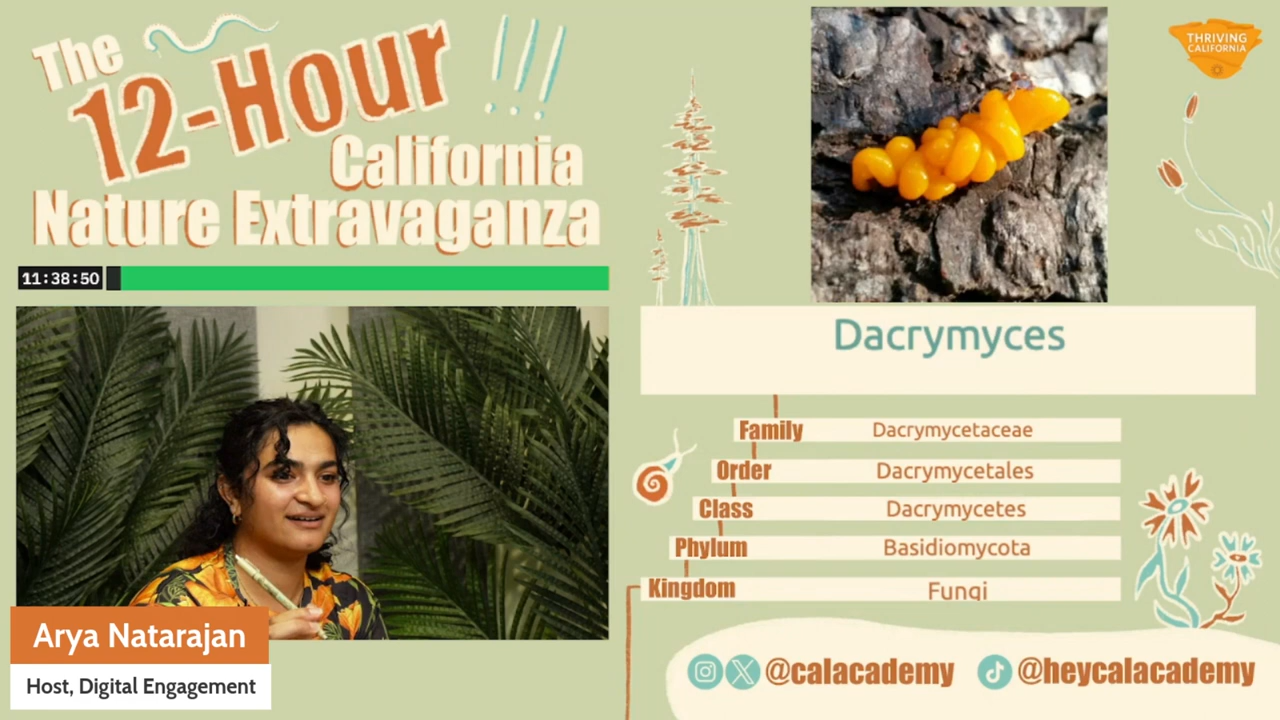 The
12-Hour !!!
California
Nature Extravaganza
THRIVING
CALIFORNIA
11:38:50
Dacrymyces
Family Dacrymycetaceae
Order Dacrymycetales
Class Dacrymycetes
Phylum Basidiomycota
Kingdom Fungi
Arya Natarajan
Host, Digital Engagement
@calacademy @heycalacademy